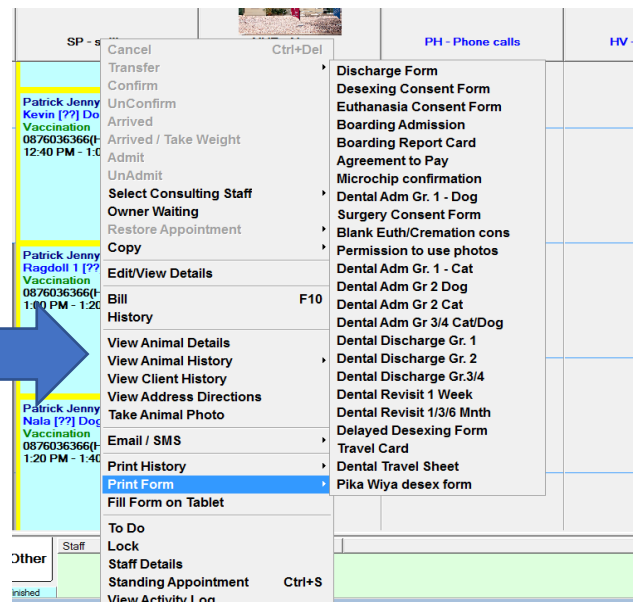 SP - s
PH - Phone calls
HV -
Patrick Jenny
Kevin [??] Do
Vaccination
0876036366(H
12:40 PM - 1:0
Patrick Jenny
Ragdoll 1 [??
Vaccination
0876036366(H
1:00 PM - 1:20
Patrick Jenny
Nala [??] Dog
Vaccination
0876036366(H
1:20 PM - 1:40
Other
Staff
Cancel Ctrl+Del
Transfer
Confirm
UnConfirm
Arrived
Arrived / Take Weight
Admit
UnAdmit
Select Consulting Staff
Owner Waiting
Restore Appointment
Copy
Edit/View Details
Bill F10
History
View Animal Details
View Animal History
View Client History
View Address Directions
Take Animal Photo
Email / SMS
Print History
Print Form
Fill Form on Tablet
To Do
Lock
Staff Details
Standing Appointment Ctrl+S
View Activity Log
Discharge Form
Desexing Consent Form
Euthanasia Consent Form
Boarding Admission
Boarding Report Card
Agreement to Pay
Microchip confirmation
Dental Adm Gr. 1 - Dog
Surgery Consent Form
Blank Euth/Cremation cons
Permission to use photos
Dental Adm Gr. 1 - Cat
Dental Adm Gr 2 Dog
Dental Adm Gr 2 Cat
Dental Adm Gr 3/4 Cat/Dog
Dental Discharge Gr. 1
Dental Discharge Gr. 2
Dental Discharge Gr.3/4
Dental Revisit 1 Week
Dental Revisit 1/3/6 Mnth
Delayed Desexing Form
Travel Card
Dental Travel Sheet
Pika Wiya desex form